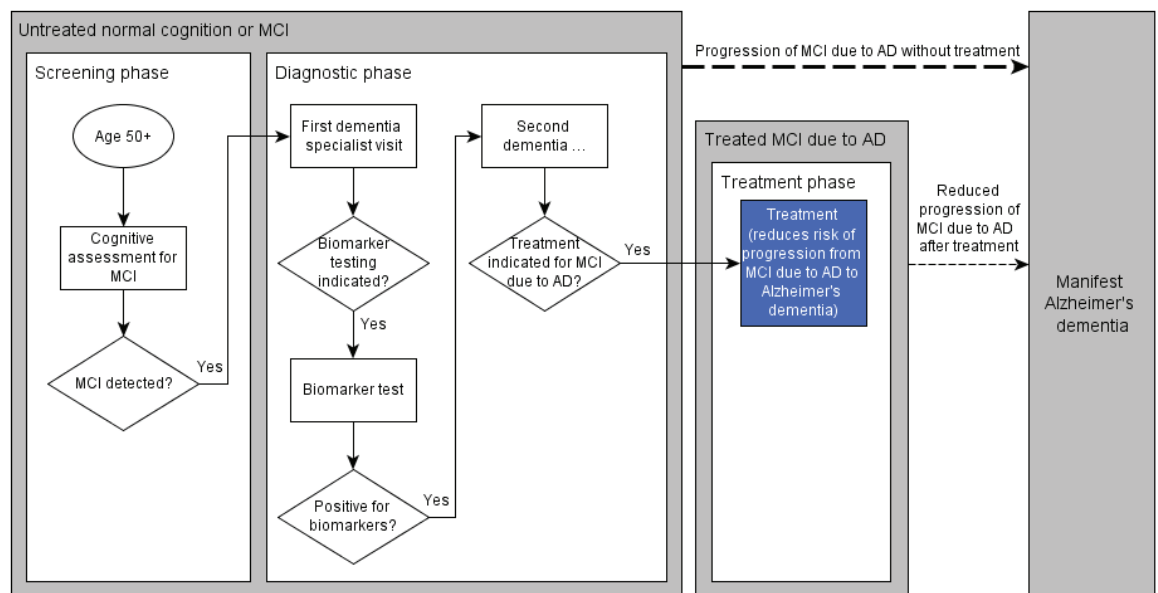 Untreated normal cognition or MCI
Screening phase
Age 50+
Cognitive
assessment for
MCI
MCI detected?
Yes
Diagnostic phase
First dementia
specialist visit
Biomarker
testing
indicated?
Yes
Biomarker test
Positive for
biomarkers?
Yes
Second
dementia ...
Treatment
indicated for MCI
due to AD?
Yes
Progression of MCI due to AD without treatment
Treated MCI due to AD
Treatment phase
Treatment
(reduces risk of
progression from
MCI due to AD to
Alzheimer's
dementia)
Reduced
progression of
MCI due to AD
after treatment
Manifest
Alzheimer's
dementia